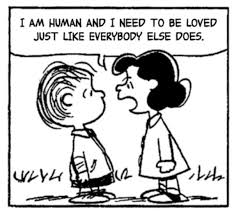 I AM HUMAN AND I NEED TO BE LOVED
JUST LIKE EVERYBODY ELSE DOES.